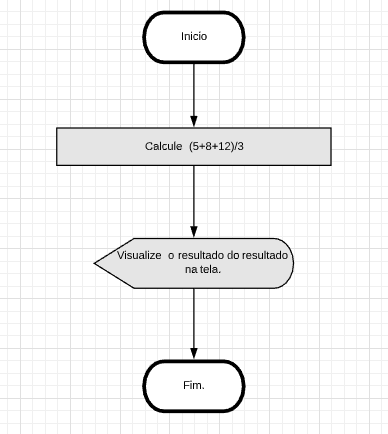 Inicio
Calcule (5+8+12)/3
Visualize o resultado do resultado
na tela.
Fim.